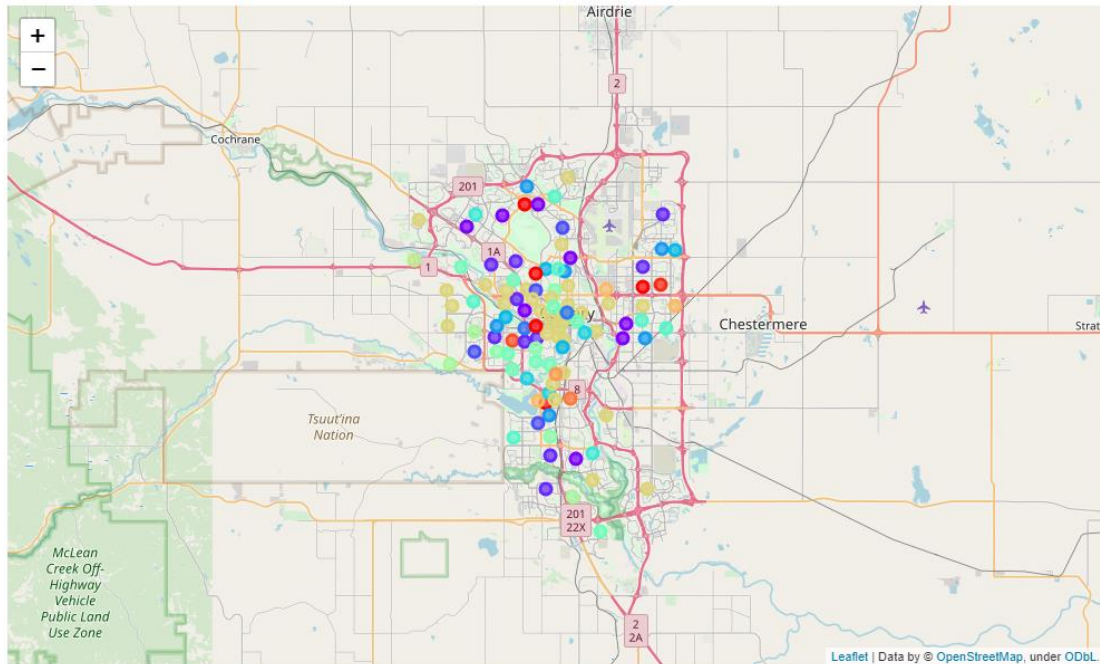 Airdrie
+
−
2
Cochrane
201
1A
1
Chestermere
Strat
8
Tsuut'ina
Nation
201
22X
McLean
Creek Off-
Highway
Vehicle
Public Land
Use Zone
2
2A
Leaflet | Data by © OpenStreetMap, under ODbL.